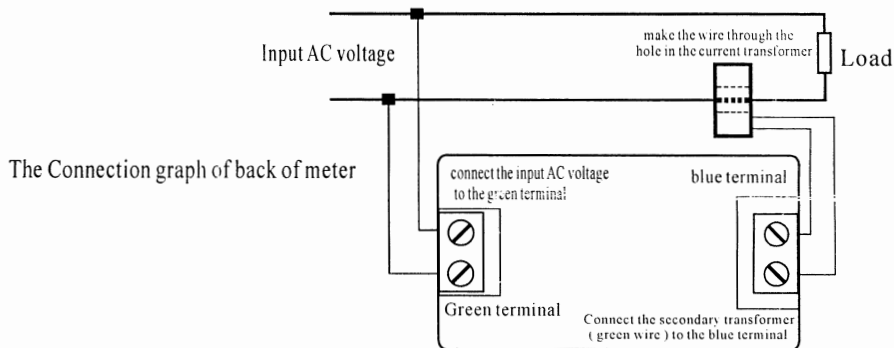 make the wire through the
hole in the current transformer
Input AC voltage
Load
The Connection graph of back of meter
connect the input AC voltage
to the green terminal
blue terminal
Green terminal
Connect the secondary transformer
( green wire ) to the blue terminal